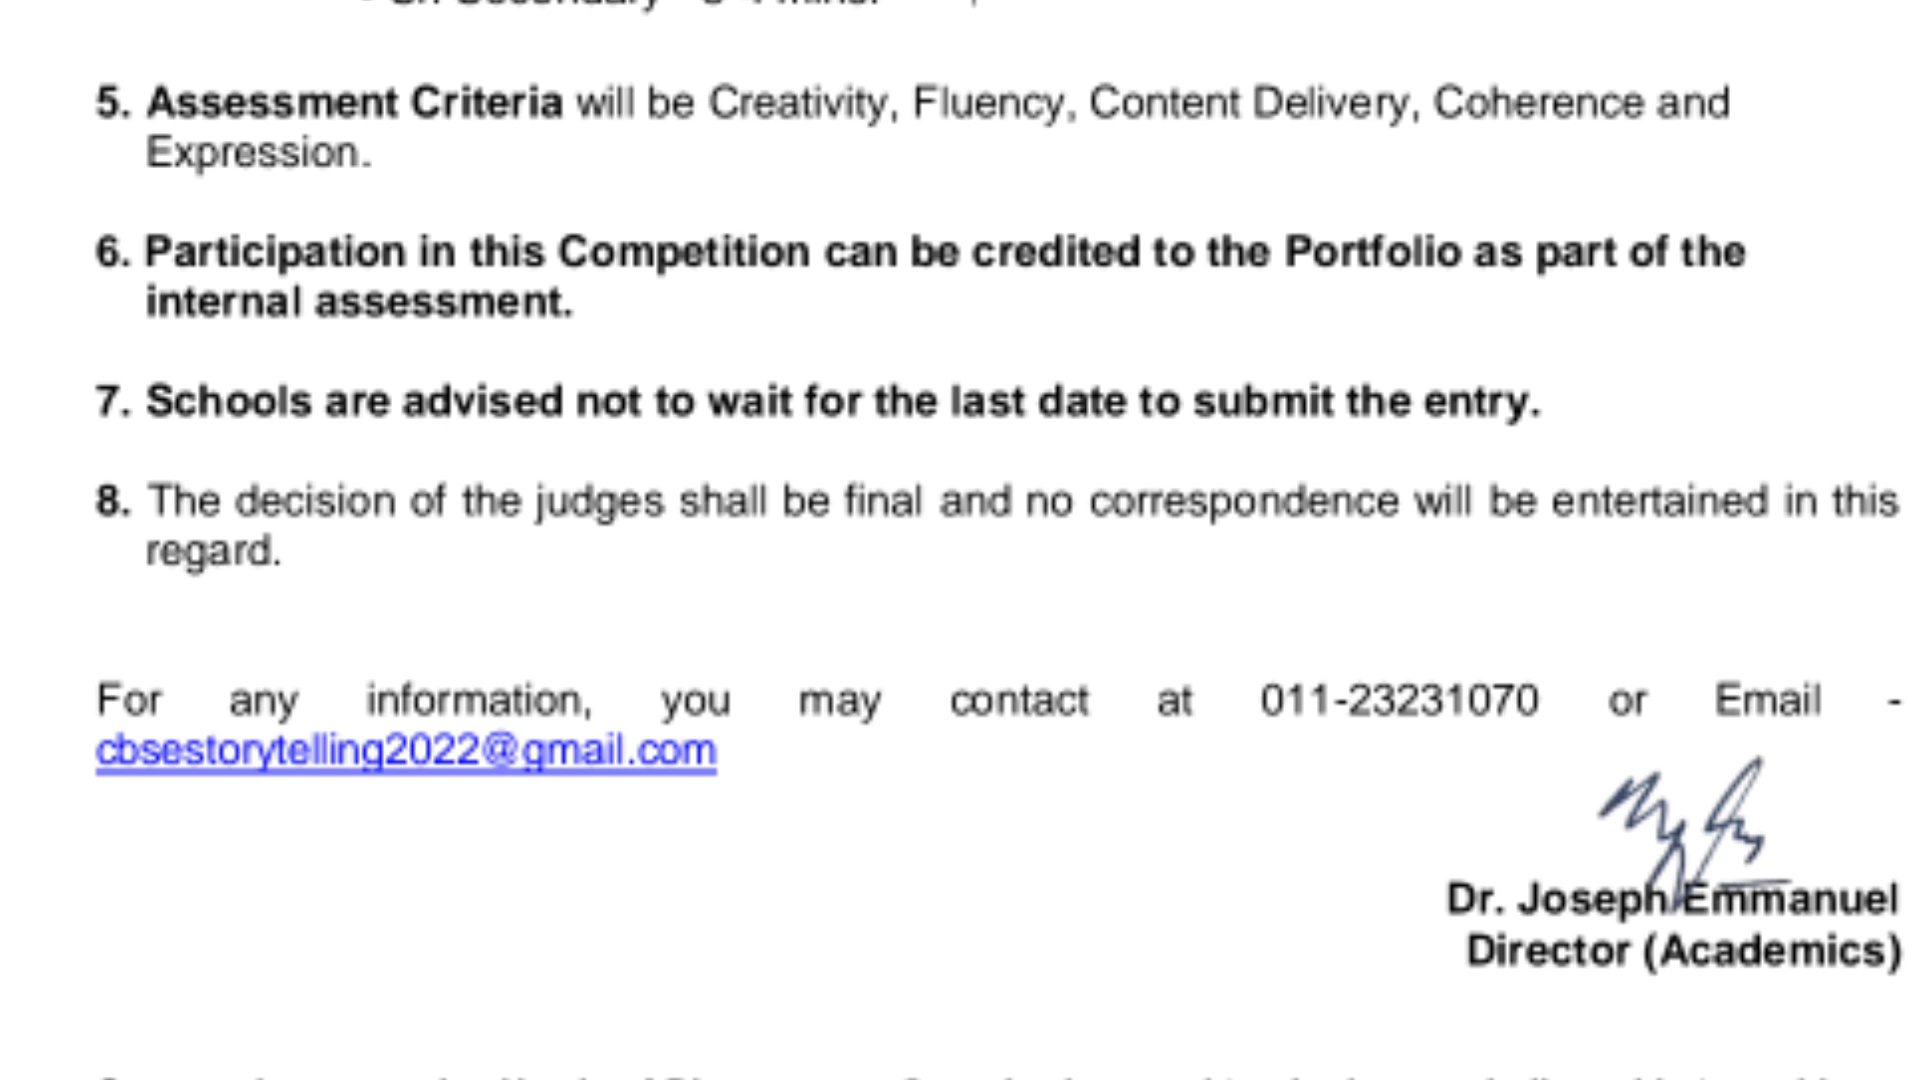 5. Assessment Criteria will be Creativity, Fluency, Content Delivery, Coherence and
Expression.
6. Participation in this Competition can be credited to the Portfolio as part of the
internal assessment.
7. Schools are advised not to wait for the last date to submit the entry.
8. The decision of the judges shall be final and no correspondence will be entertained in this
regard.
For any information, you may contact at 011-23231070 or Email -
cbsestorytelling2022@gmail.com
Dr. Joseph Emmanuel
Director (Academics)